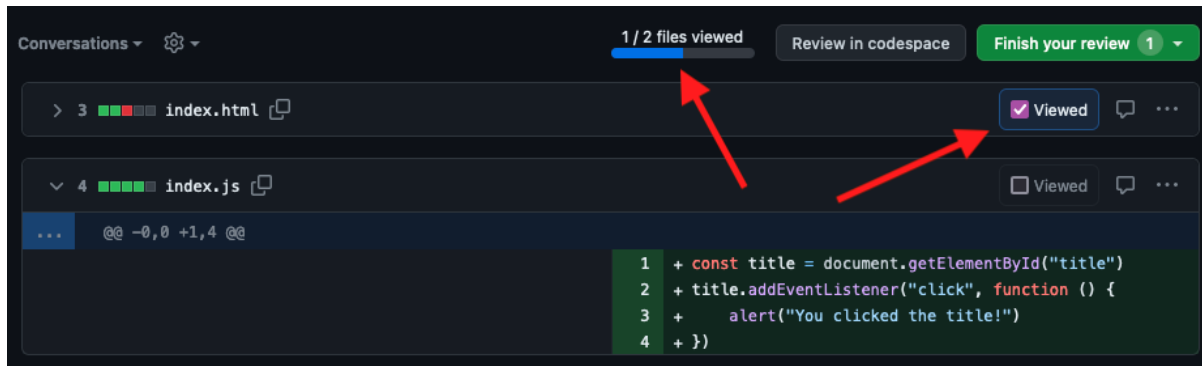 Conversations
1 / 2 files viewed
Review in codespace
Finish your review 1
3 index.html
Viewed
4 index.js
Viewed
... @@ -0,0 +1,4 @@
1 + const title = document.getElementById("title")
2 + title.addEventListener("click", function () {
3 +     alert("You clicked the title!")
4 + })